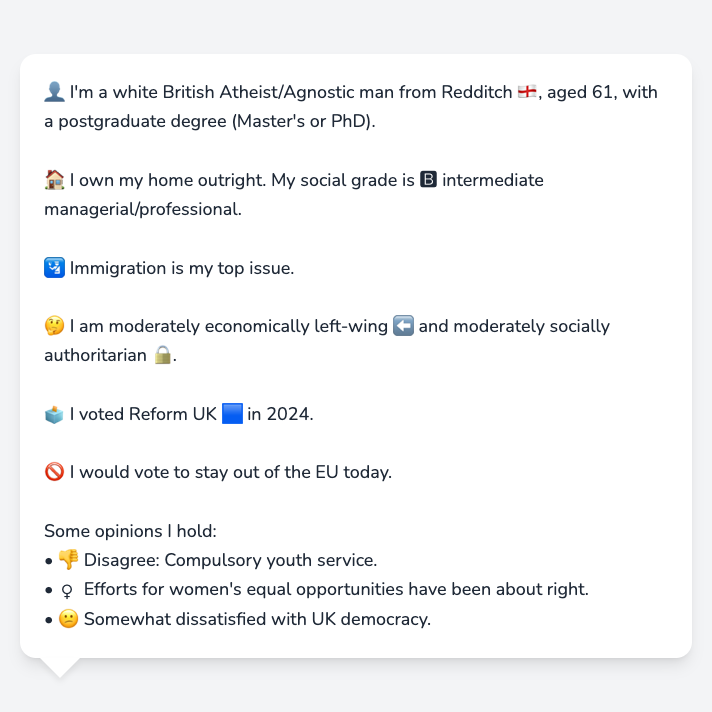 👤 I'm a white British Atheist/Agnostic man from Redditch 🏴󠁧󠁢󠁥󠁮󠁧󠁿, aged 61, with
a postgraduate degree (Master's or PhD).
🏠 I own my home outright. My social grade is 🅱 intermediate
managerial/professional.
🛂 Immigration is my top issue.
🤔 I am moderately economically left-wing ⬅️ and moderately socially
authoritarian 🔒.
🗳️ I voted Reform UK 🟦 in 2024.
🚫 I would vote to stay out of the EU today.
Some opinions I hold:
• 👎 Disagree: Compulsory youth service.
• ♀ Efforts for women's equal opportunities have been about right.
• 😕 Somewhat dissatisfied with UK democracy.